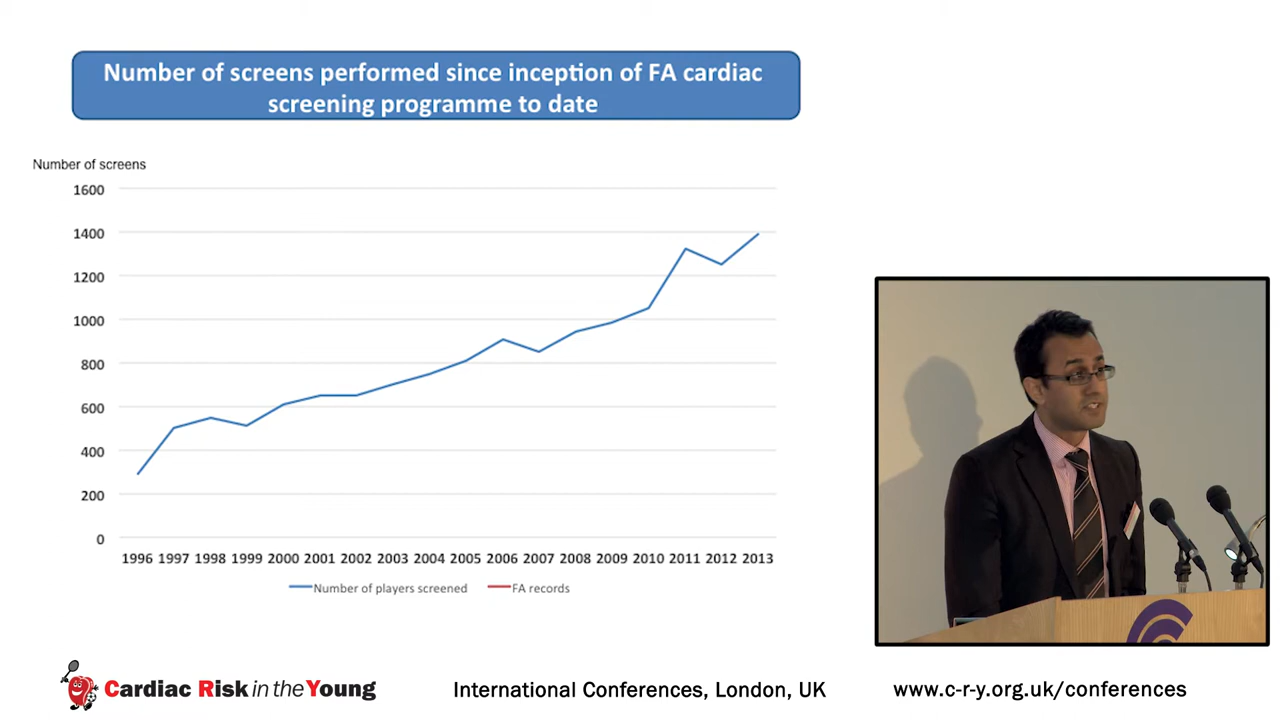 Number of screens performed since inception of FA cardiac
screening programme to date
Number of screens
1600
1400
1200
1000
800
600
400
200
0
1996 1997 1998 1999 2000 2001 2002 2003 2004 2005 2006 2007 2008 2009 2010 2011 2012 2013
Number of players screened FA records
Cardiac Risk in the Young
International Conferences, London, UK
www.c-r-y.org.uk/conferences